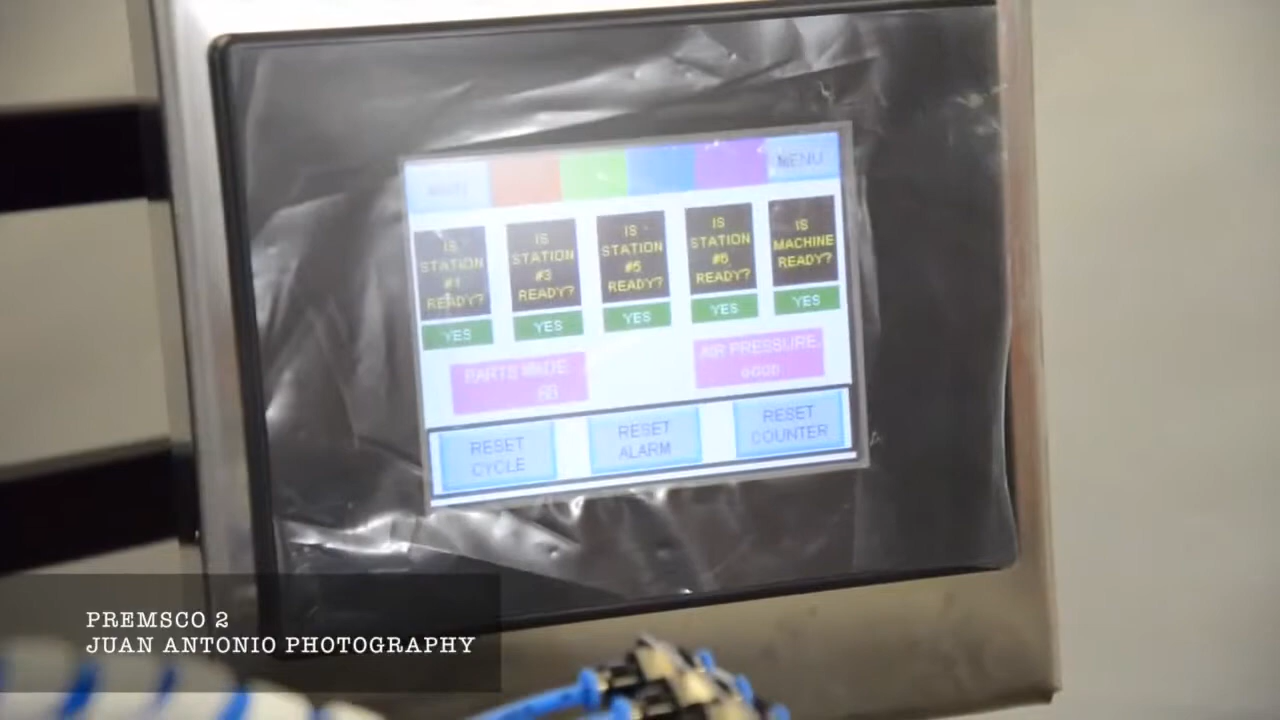 MAIN
MENU
IS
STATION
#1
READY?
YES
IS
STATION
#3
READY?
YES
IS
STATION
#5
READY?
YES
IS
STATION
#6
READY?
YES
IS
MACHINE
READY?
YES
PARTS MADE
AIR PRESSURE
GOOD
RESET
CYCLE
RESET
ALARM
RESET
COUNTER
PREMSCO 2
JUAN ANTONIO PHOTOGRAPHY